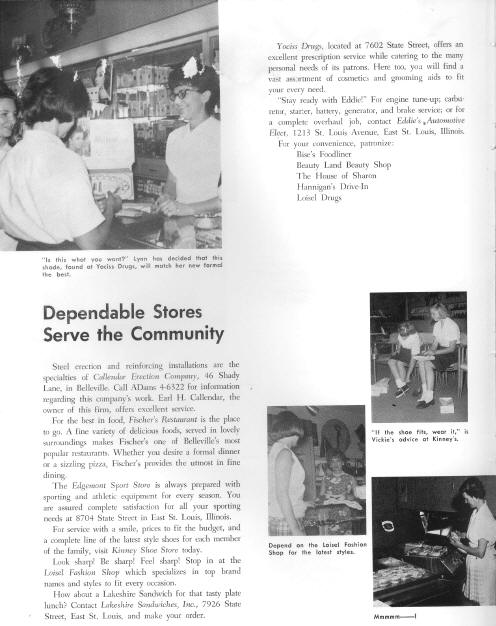 Yociss Drugs, located at 7602 State Street, offers an
excellent prescription service while catering to the many
personal needs of its patrons. Here too, you will find a
vast assortment of cosmetics and grooming aids to fit
your every need.
"Stay ready with Eddie!" For engine tune-up; carbu-
retor, starter, battery, generator, and brake service; or for
a complete overhaul job, contact Eddie's Automotive
Elect, 1213 St. Louis Avenue, East St. Louis, Illinois.
For your convenience, patronize:
Bise's Foodliner
Beauty Land Beauty Shop
The House of Sharon
Hannigan's Drive-In
Loisel Drugs
"Is this what you want?" Lynn has decided that this
shade, found at Yociss Drugs, will match her new formal
the best.
Dependable Stores
Serve the Community
Steel erection and reinforcing installations are the
specialties of Callendar Erection Company, 46 Shady
Lane, in Belleville. Call ADams 4-6322 for information
regarding this company's work. Earl H. Callendar, the
owner of this firm, offers excellent service.
For the best in food, Fischer's Restaurant is the place
to go. A fine variety of delicious foods, served in lovely
surroundings makes Fischer's one of Belleville's most
popular restaurants. Whether you desire a formal dinner
or a sizzling pizza, Fischer's provides the utmost in fine
dining.
The Edgemont Sport Store is always prepared with
sporting and athletic equipment for every season. You
are assured complete satisfaction for all your sporting
needs at 8704 State Street in East St. Louis, Illinois.
For service with a smile, prices to fit the budget, and
a complete line of the latest style shoes for each member
of the family, visit Kinney Shoe Store today.
Look sharp! Be sharp! Feel sharp! Stop in at the
Loisel Fashion Shop which specializes in top brand
names and styles to fit every occasion.
How about a Lakeshire Sandwich for that tasty plate
lunch? Contact Lakeshire Sandwiches, Inc., 7926 State
Street, East St. Louis, and make your order.
"If the shoe fits, wear it," is
Vickie's advice at Kinney's.
Depend on the Loisel Fashion
Shop for the latest styles.
Mmmmm——!